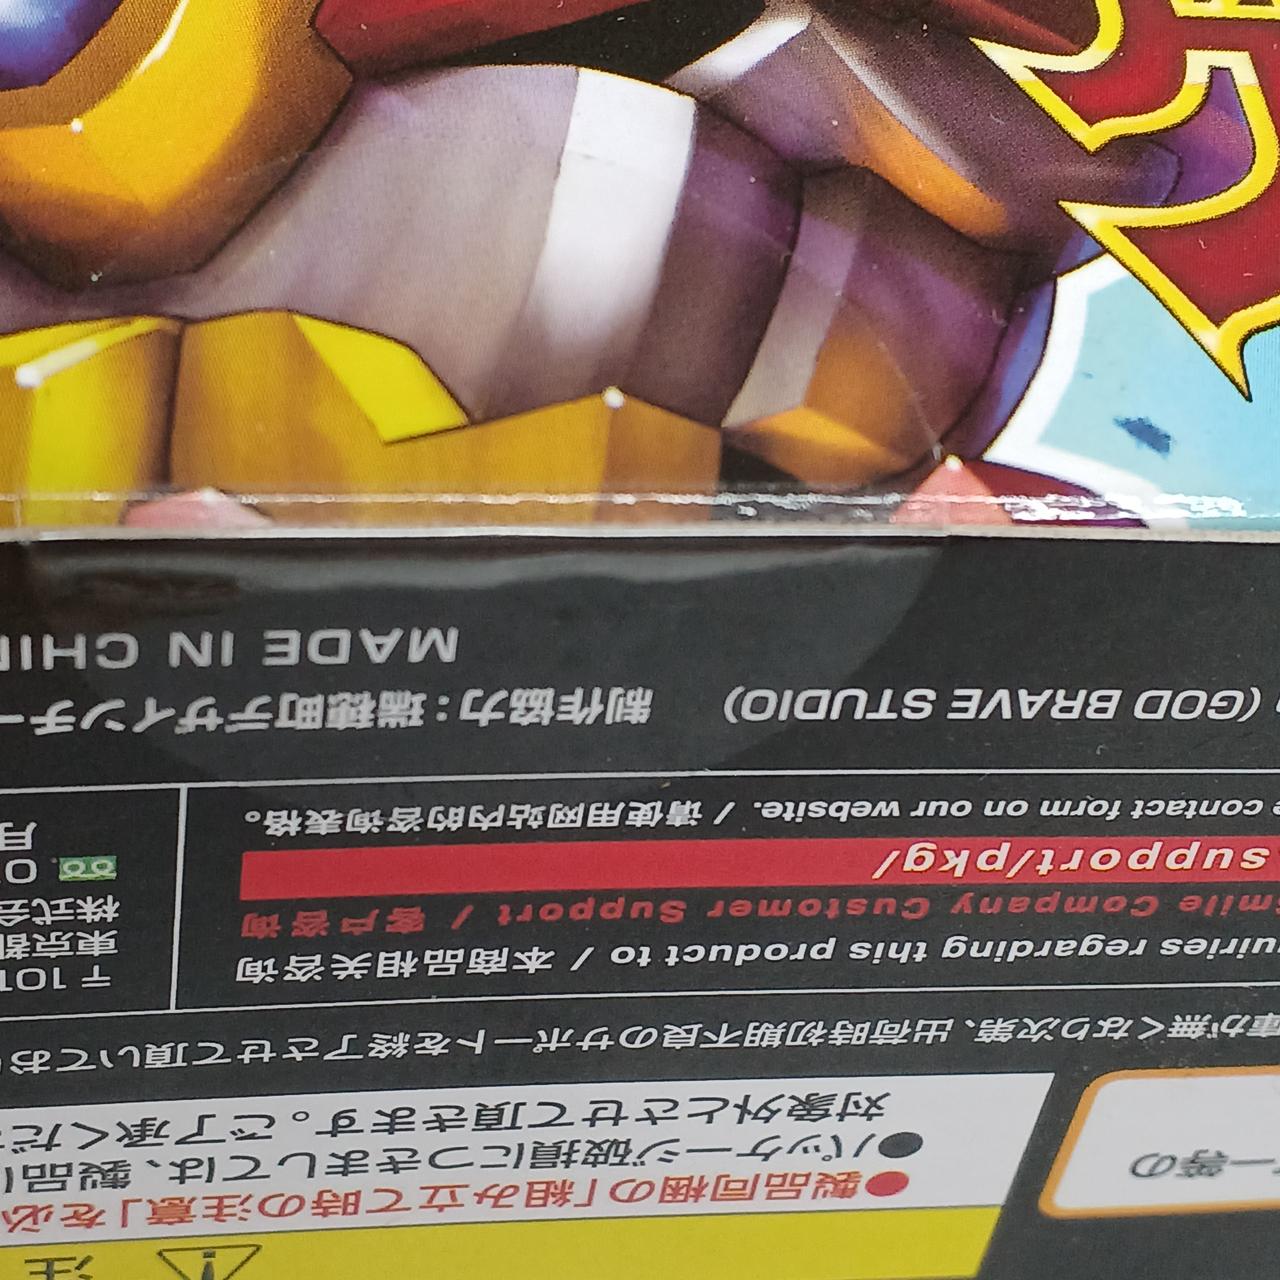 注
●製品同梱の「組み立て時の注意」を必
●パッケージ破損につきましては、製品
対象外とさせて頂きます。ご了承くだ
ー等の
庫が無くなり次第、出荷時初期不良のサポートを終了させて頂いてお
regarding this product to / 本商品相关咨询
Company Customer Support / 客户咨询
support/pkg/
contact form on our website. / 请使用网站内的咨询表格。
〒101
東京都
株式会
月
(GOD BRAVE STUDIO)
制作協力：瑞穂町デザインチー
MADE IN